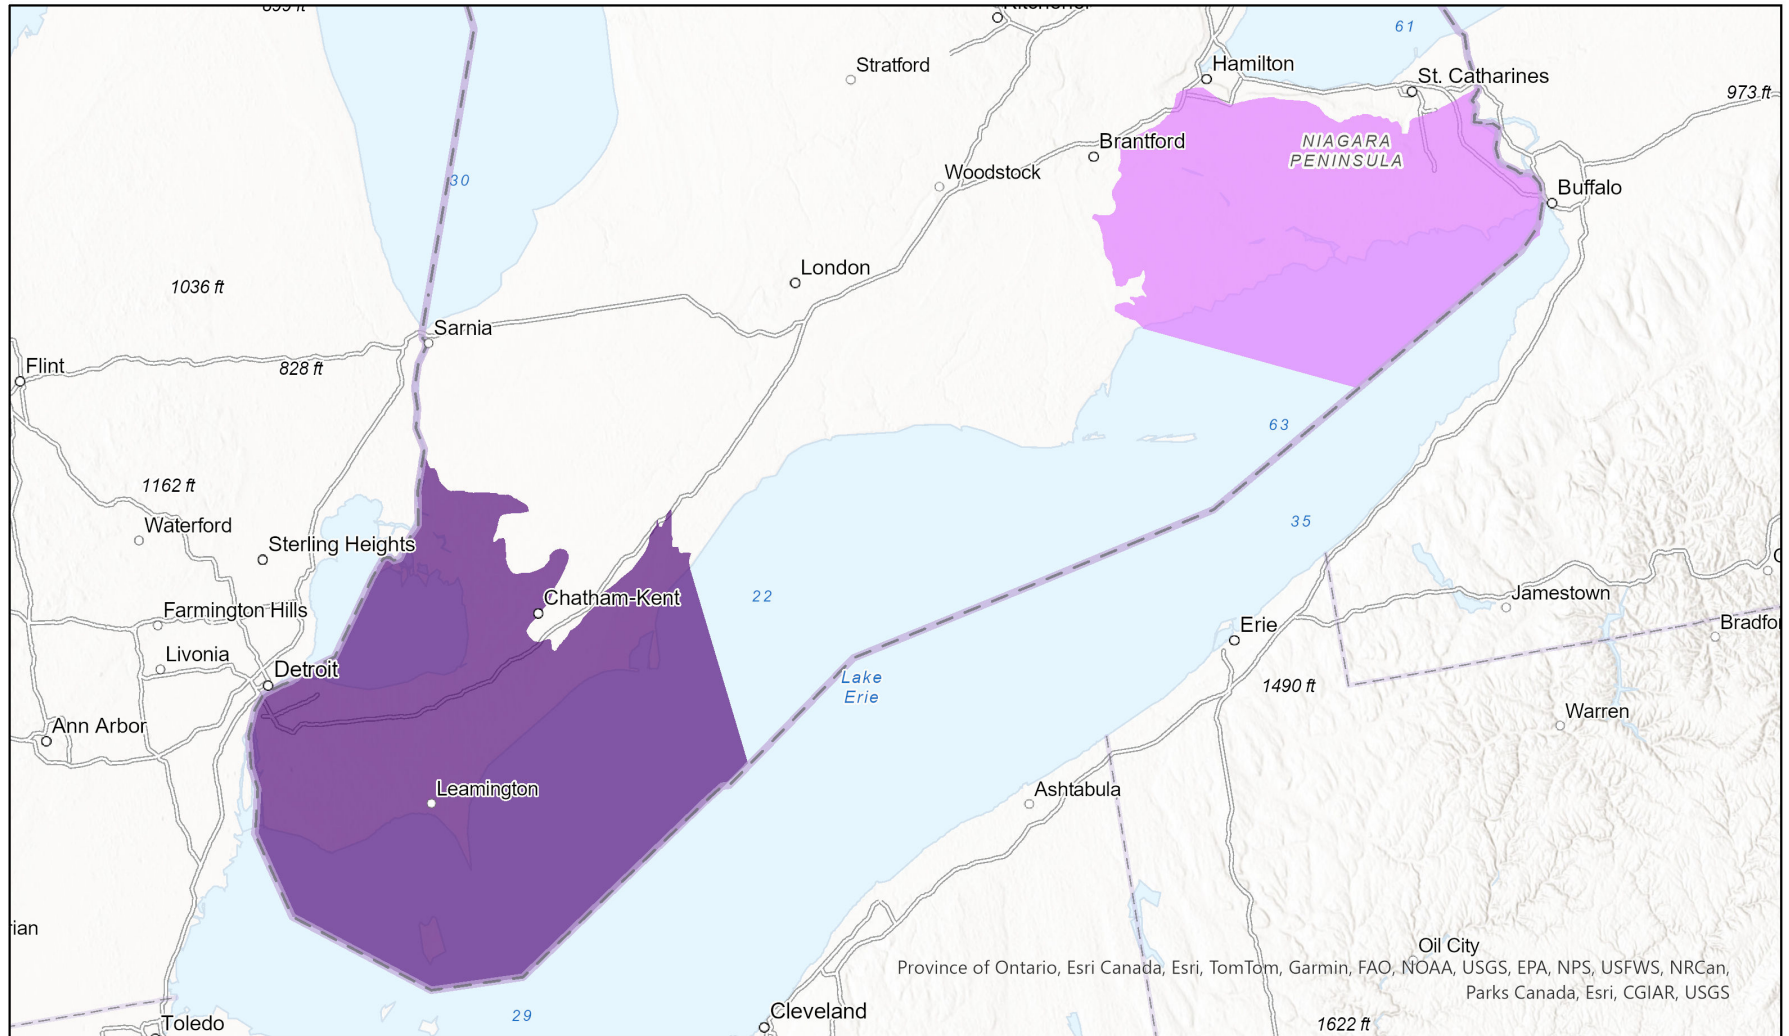 899 ft
Kitchener
61
Stratford
Hamilton
St. Catharines
973 ft
Brantford
NIAGARA
PENINSULA
30
Woodstock
Buffalo
London
1036 ft
Sarnia
Flint
828 ft
63
1162 ft
Waterford
Sterling Heights
35
Farmington Hills
Chatham-Kent
22
Jamestown
Erie
Bradfor
Livonia
Detroit
Lake
Erie
1490 ft
Warren
Ann Arbor
Leamington
Ashtabula
rian
Oil City
Province of Ontario, Esri Canada, Esri, TomTom, Garmin, FAO, NOAA, USGS, EPA, NPS, USFWS, NRCan,
Parks Canada, Esri, CGIAR, USGS
29
Cleveland
Toledo
1622 ft